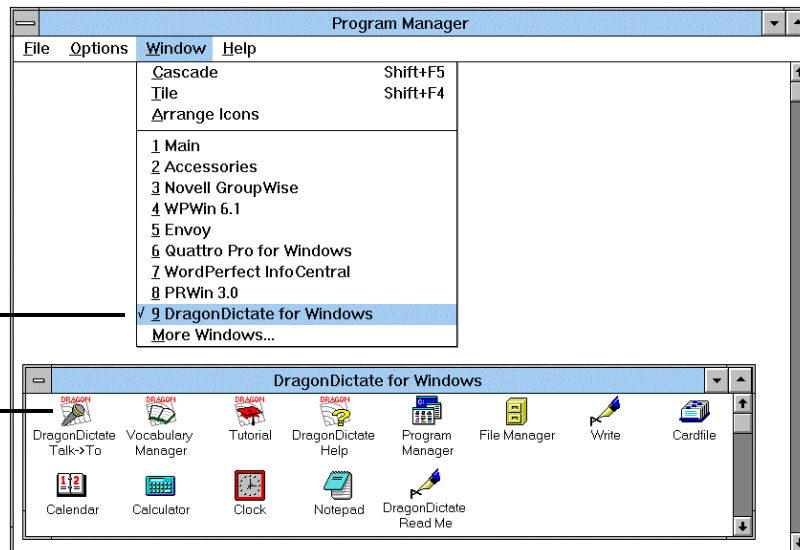 Program Manager
File Options Window Help
Cascade Shift+F5
Tile Shift+F4
Arrange Icons
1 Main
2 Accessories
3 Novell GroupWise
4 WPWin 6.1
5 Envoy
6 Quattro Pro for Windows
7 WordPerfect InfoCentral
8 PRWin 3.0
√ 9 DragonDictate for Windows
More Windows...
DragonDictate for Windows
DRAGON DRAGON DRAGON DRAGON
DragonDictate Vocabulary Tutorial DragonDictate Program File Manager Write Cardfile
Talk->To Manager Help Manager
1 2
Calendar Calculator Clock Notepad DragonDictate
Read Me